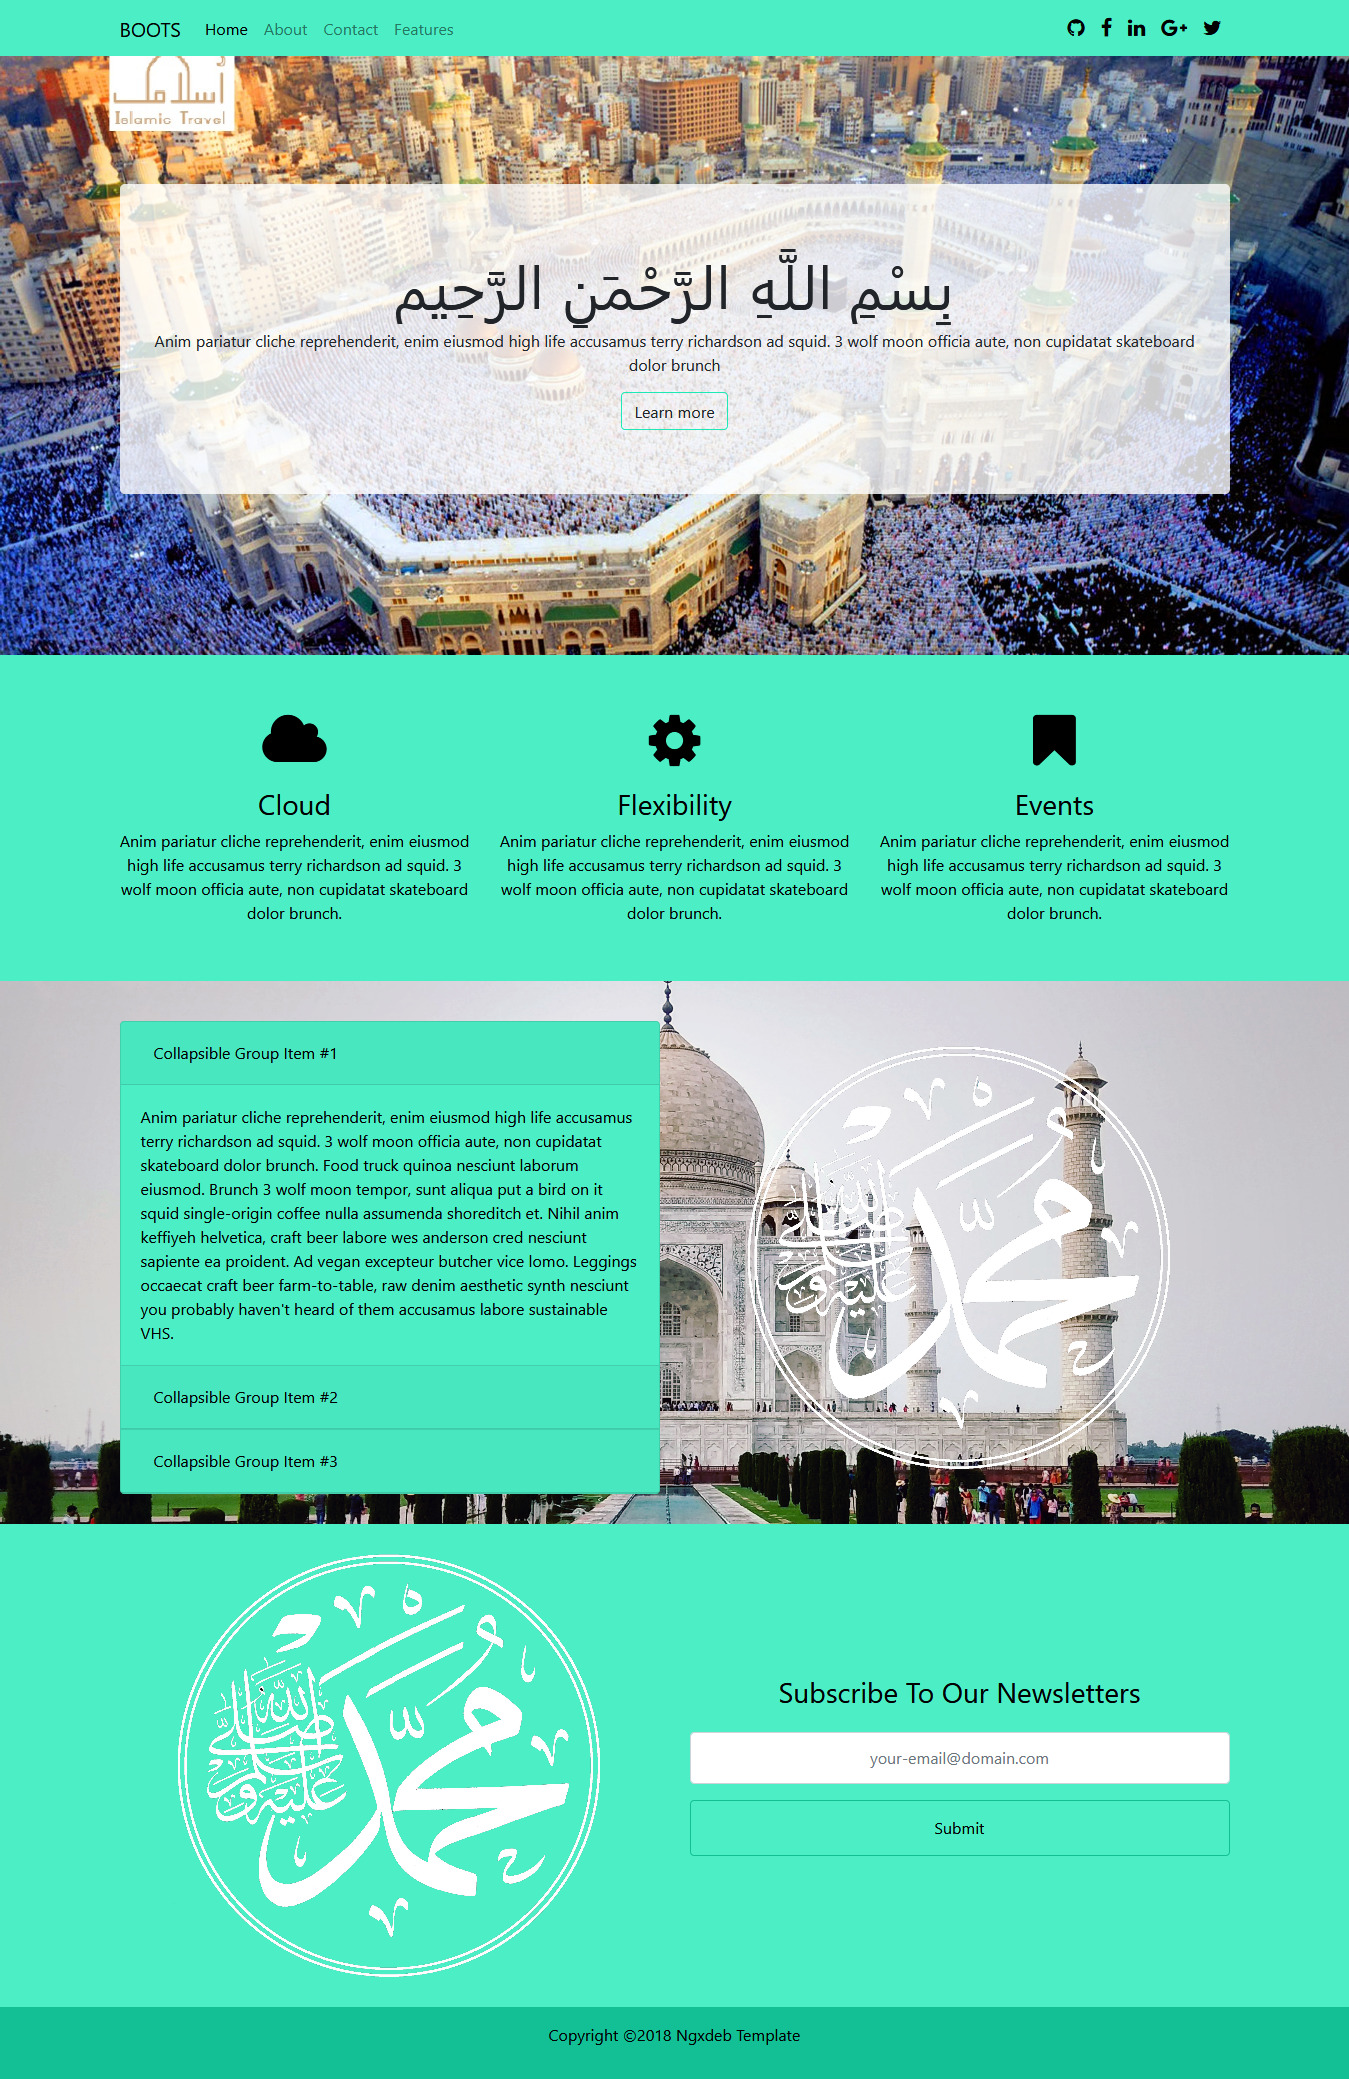 BOOTS Home About Contact Features
أسلامي
Islamic Travel
بِسْمِ اللَّهِ الرَّحْمَنِ الرَّحِيم
Anim pariatur cliche reprehenderit, enim eiusmod high life accusamus terry richardson ad squid. 3 wolf moon officia aute, non cupidatat skateboard
dolor brunch
Learn more
Cloud
Anim pariatur cliche reprehenderit, enim eiusmod
high life accusamus terry richardson ad squid. 3
wolf moon officia aute, non cupidatat skateboard
dolor brunch.
Flexibility
Anim pariatur cliche reprehenderit, enim eiusmod
high life accusamus terry richardson ad squid. 3
wolf moon officia aute, non cupidatat skateboard
dolor brunch.
Events
Anim pariatur cliche reprehenderit, enim eiusmod
high life accusamus terry richardson ad squid. 3
wolf moon officia aute, non cupidatat skateboard
dolor brunch.
Collapsible Group Item #1
Anim pariatur cliche reprehenderit, enim eiusmod high life accusamus
terry richardson ad squid. 3 wolf moon officia aute, non cupidatat
skateboard dolor brunch. Food truck quinoa nesciunt laborum
eiusmod. Brunch 3 wolf moon tempor, sunt aliqua put a bird on it
squid single-origin coffee nulla assumenda shoreditch et. Nihil anim
keffiyeh helvetica, craft beer labore wes anderson cred nesciunt
sapiente ea proident. Ad vegan excepteur butcher vice lomo. Leggings
occaecat craft beer farm-to-table, raw denim aesthetic synth nesciunt
you probably haven't heard of them accusamus labore sustainable
VHS.
Collapsible Group Item #2
Collapsible Group Item #3
محمد صلى الله عليه وسلم
محمد صلى الله عليه وسلم
Subscribe To Our Newsletters
your-email@domain.com
Submit
Copyright ©2018 Ngxdeb Template